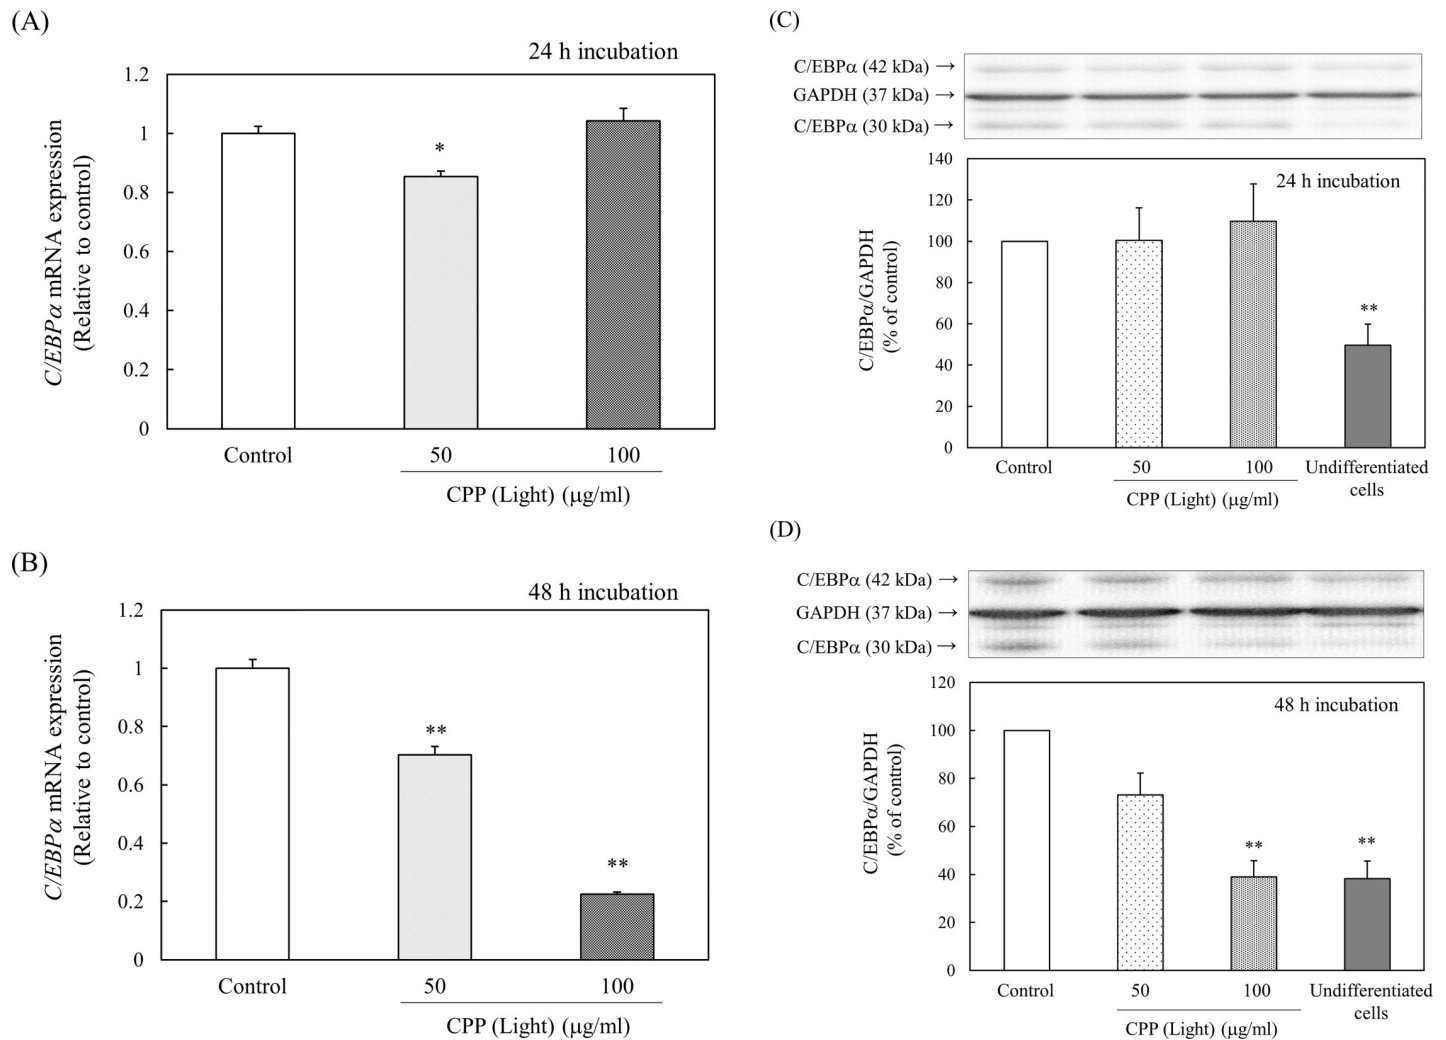 (A)
24 h incubation
1.2
1
0.8
0.6
0.4
0.2
0
C/EBPα mRNA expression
(Relative to control)
*
Control
50
100
CPP (Light) (μg/ml)
(B)
48 h incubation
1.2
1
0.8
0.6
0.4
0.2
0
C/EBPα mRNA expression
(Relative to control)
**
**
Control
50
100
CPP (Light) (μg/ml)
(C)
C/EBPα (42 kDa) →
GAPDH (37 kDa) →
C/EBPα (30 kDa) →
24 h incubation
140
120
100
80
60
40
20
0
C/EBPα/GAPDH
(% of control)
**
Control
50
100
Undifferentiated
cells
CPP (Light) (μg/ml)
(D)
C/EBPα (42 kDa) →
GAPDH (37 kDa) →
C/EBPα (30 kDa) →
48 h incubation
120
100
80
60
40
20
0
C/EBPα/GAPDH
(% of control)
**
**
Control
50
100
Undifferentiated
cells
CPP (Light) (μg/ml)